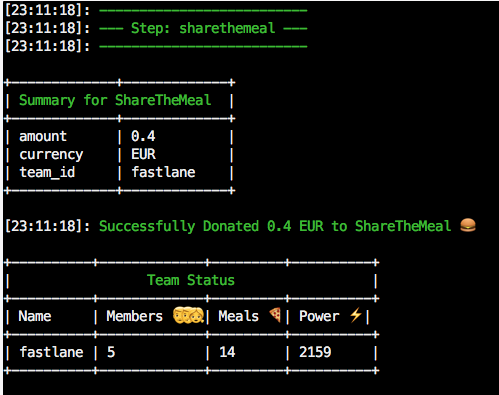 [23:11:18]: --------------------------
[23:11:18]: --- Step: sharethemeal ---
[23:11:18]: --------------------------
+-------------+-------------+
| Summary for ShareTheMeal  |
+-------------+-------------+
| amount      | 0.4         |
| currency    | EUR         |
| team_id     | fastlane    |
+-------------+-------------+
[23:11:18]: Successfully Donated 0.4 EUR to ShareTheMeal 🍔
+----------+-------------+---------+----------+
|                 Team Status                 |
+----------+-------------+---------+----------+
| Name     | Members 👬👭| Meals 🍕| Power ⚡|
+----------+-------------+---------+----------+
| fastlane | 5           | 14      | 2159     |
+----------+-------------+---------+----------+